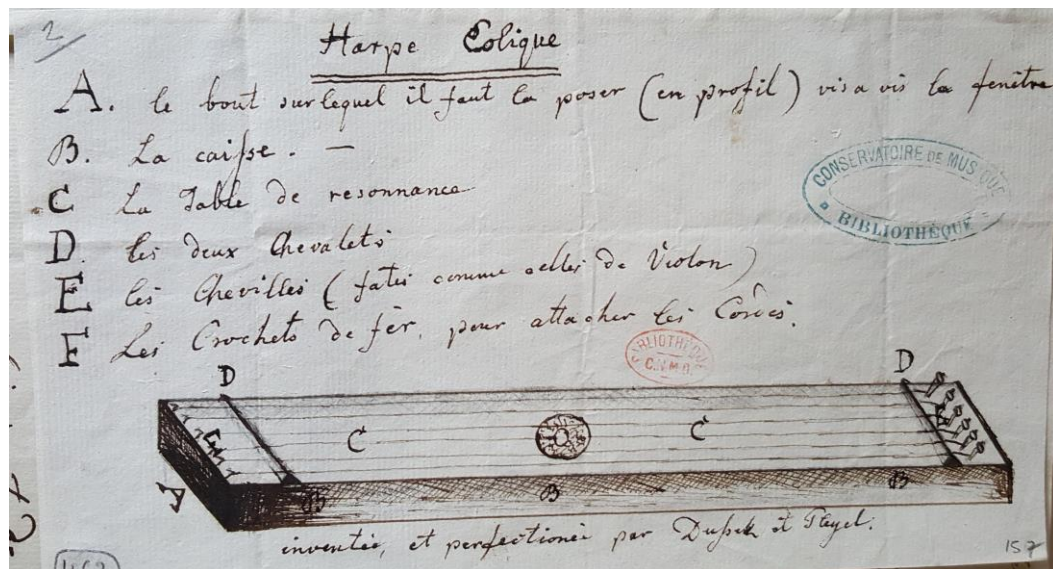 2
Harpe Eolique
A. le bout sur lequel il faut la poser (en profil) vis a vis la fenêtre
B. La caisse. —
C La Table de resonnance
D. les deux Chevalets
E les Chevilles (faites comme celles de Violon)
F Les Crochets de fer, pour attacher les Cordes.
CONSERVATOIRE DE MUSIQUE
BIBLIOTHÈQUE
BIBLIOTHÈQUE
C.N.M.D.
D D
C C
A B B B
inventée, et perfectionée par Dussek et Pleyel.
157